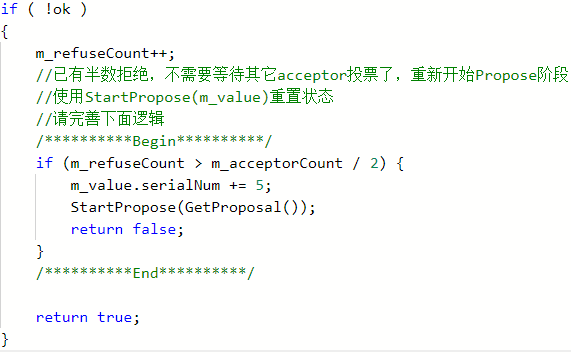 if ( !ok )
{
m_refuseCount++;
//已有半数拒绝，不需要等待其它acceptor投票了，重新开始Propose阶段
//使用StartPropose(m_value)重置状态
//请完善下面逻辑
/**********Begin**********/
if (m_refuseCount > m_acceptorCount / 2) {
m_value.serialNum += 5;
StartPropose(GetProposal());
return false;
}
/**********End**********/
return true;
}